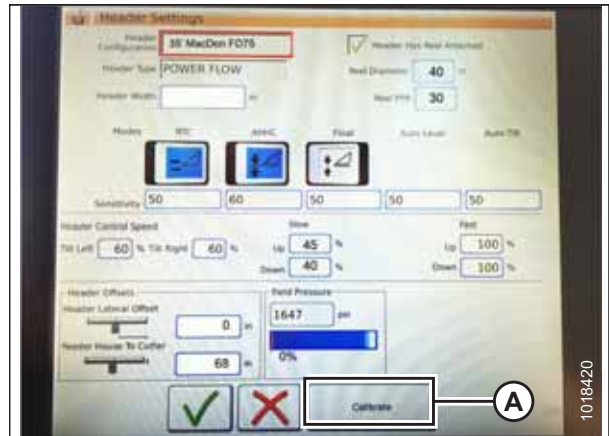 Header Settings
Header Configuration 35' MacDon FD75
Header Has Reel Attached
Header Type POWER FLOW
Reel Diameter 40 in
Header Width in
Reel PPR 30
Modes RTC AHHC Float Auto Level Auto Tilt
Sensitivity 50 60 50 50 50
Header Control Speed
Slow
Fast
Tilt Left 60 % Tilt Right 60 %
Up 45 %
Up 100 %
Down 40 %
Down 100 %
Header Offsets
Field Pressure
Header Lateral Offset
0 in
1647 psi
Feeder House To Cutter
68 in
0%
Calibrate
A
1018420